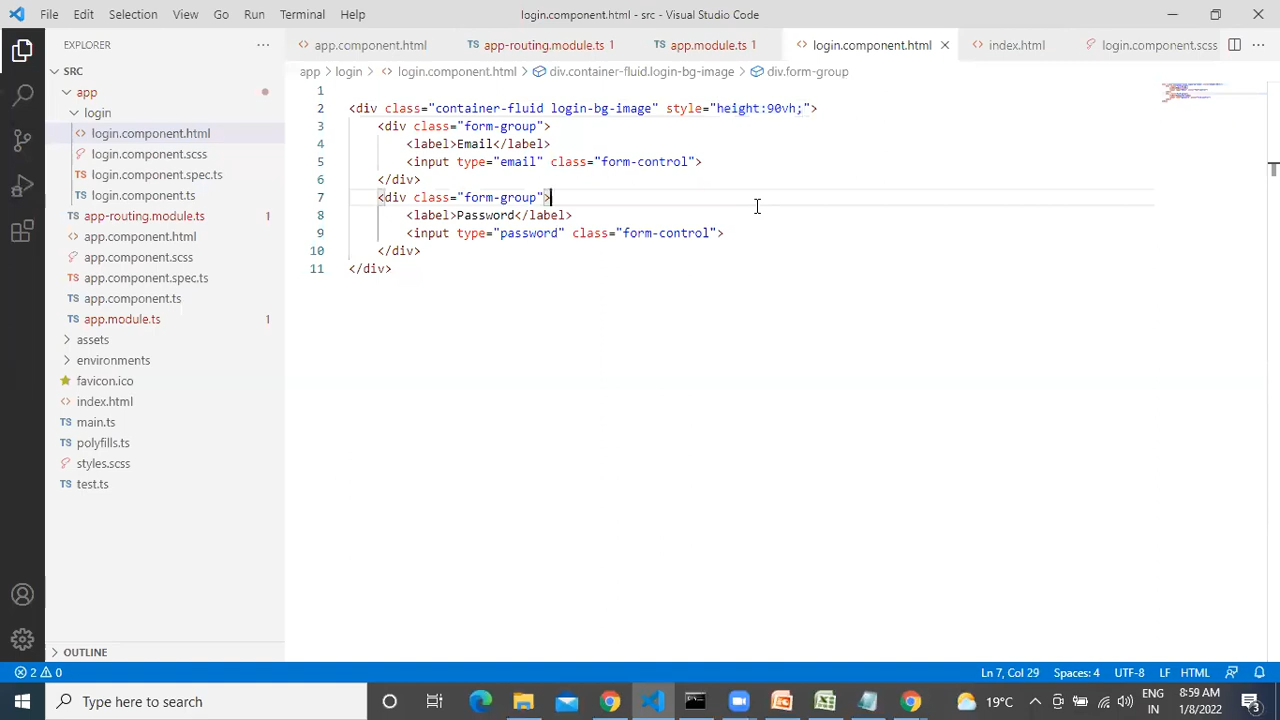 File Edit Selection View Go Run Terminal Help login.component.html - src - Visual Studio Code
EXPLORER
app.component.html app-routing.module.ts 1 app.module.ts 1 login.component.html index.html login.component.scss
app > login > login.component.html > div.container-fluid.login-bg-image > div.form-group
SRC
app
login
login.component.html
login.component.scss
login.component.spec.ts
login.component.ts
app-routing.module.ts 1
app.component.html
app.component.scss
app.component.spec.ts
app.component.ts
app.module.ts 1
assets
environments
favicon.ico
index.html
TS main.ts
TS polyfills.ts
styles.scss
TS test.ts
OUTLINE
1
2 <div class="container-fluid login-bg-image" style="height:90vh;">
3 <div class="form-group">
4 <label>Email</label>
5 <input type="email" class="form-control">
6 </div>
7 <div class="form-group">
8 <label>Password</label>
9 <input type="password" class="form-control">
10 </div>
11 </div>
2 0 Ln 7, Col 29 Spaces: 4 UTF-8 LF HTML
Type here to search 19°C ENG IN 8:59 AM 1/8/2022 3